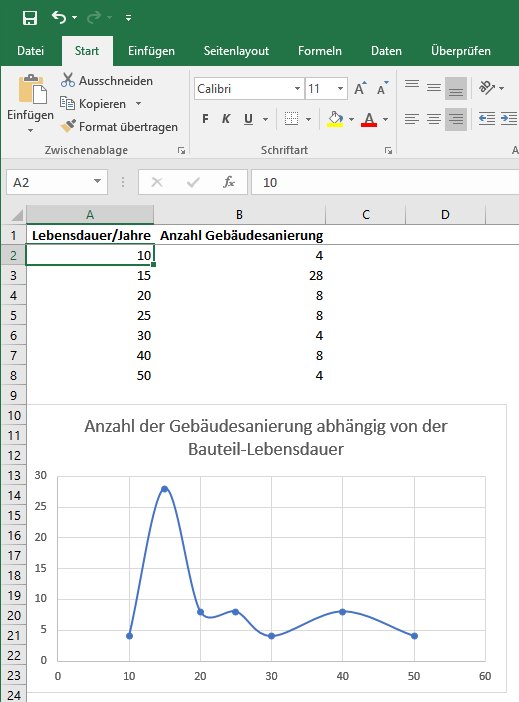 Datei Start Einfügen Seitenlayout Formeln Daten Überprüfen
Einfügen
Ausschneiden
Kopieren
Format übertragen
Zwischenablage
Calibri 11 A A
F K U A
Schriftart
A
A2 fx 10
A B C D
1 Lebensdauer/Jahre Anzahl Gebäudesanierung
2 10 4
3 15 28
4 20 8
5 25 8
6 30 4
7 40 8
8 50 4
9
10
11
12
13
14
15
16
17
18
19
20
21
22
23
24
Anzahl der Gebäudesanierung abhängig von der
Bauteil-Lebensdauer
30
25
20
15
10
5
0
0 10 20 30 40 50 60